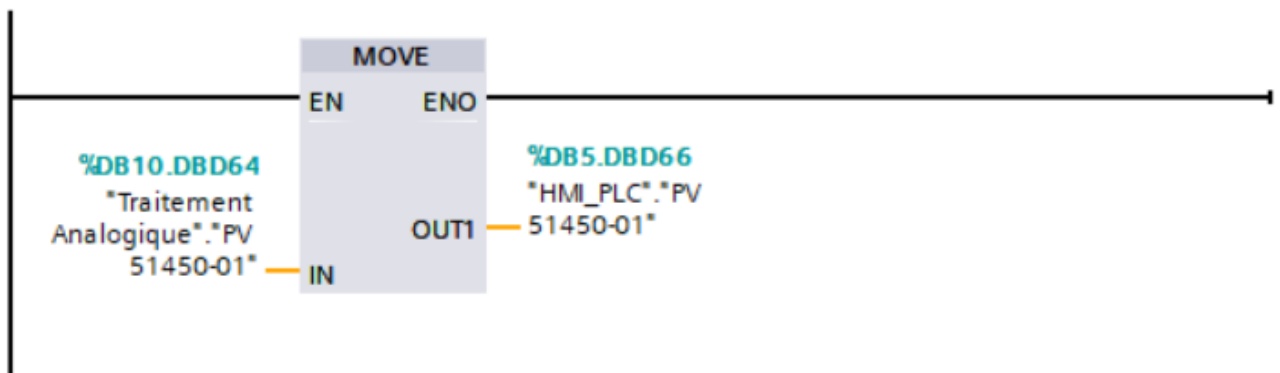 MOVE
EN ENO
%DB10.DBD64
"Traitement
Analogique"."PV
51450-01"
IN
%DB5.DBD66
"HMI_PLC"."PV
51450-01"
OUT1